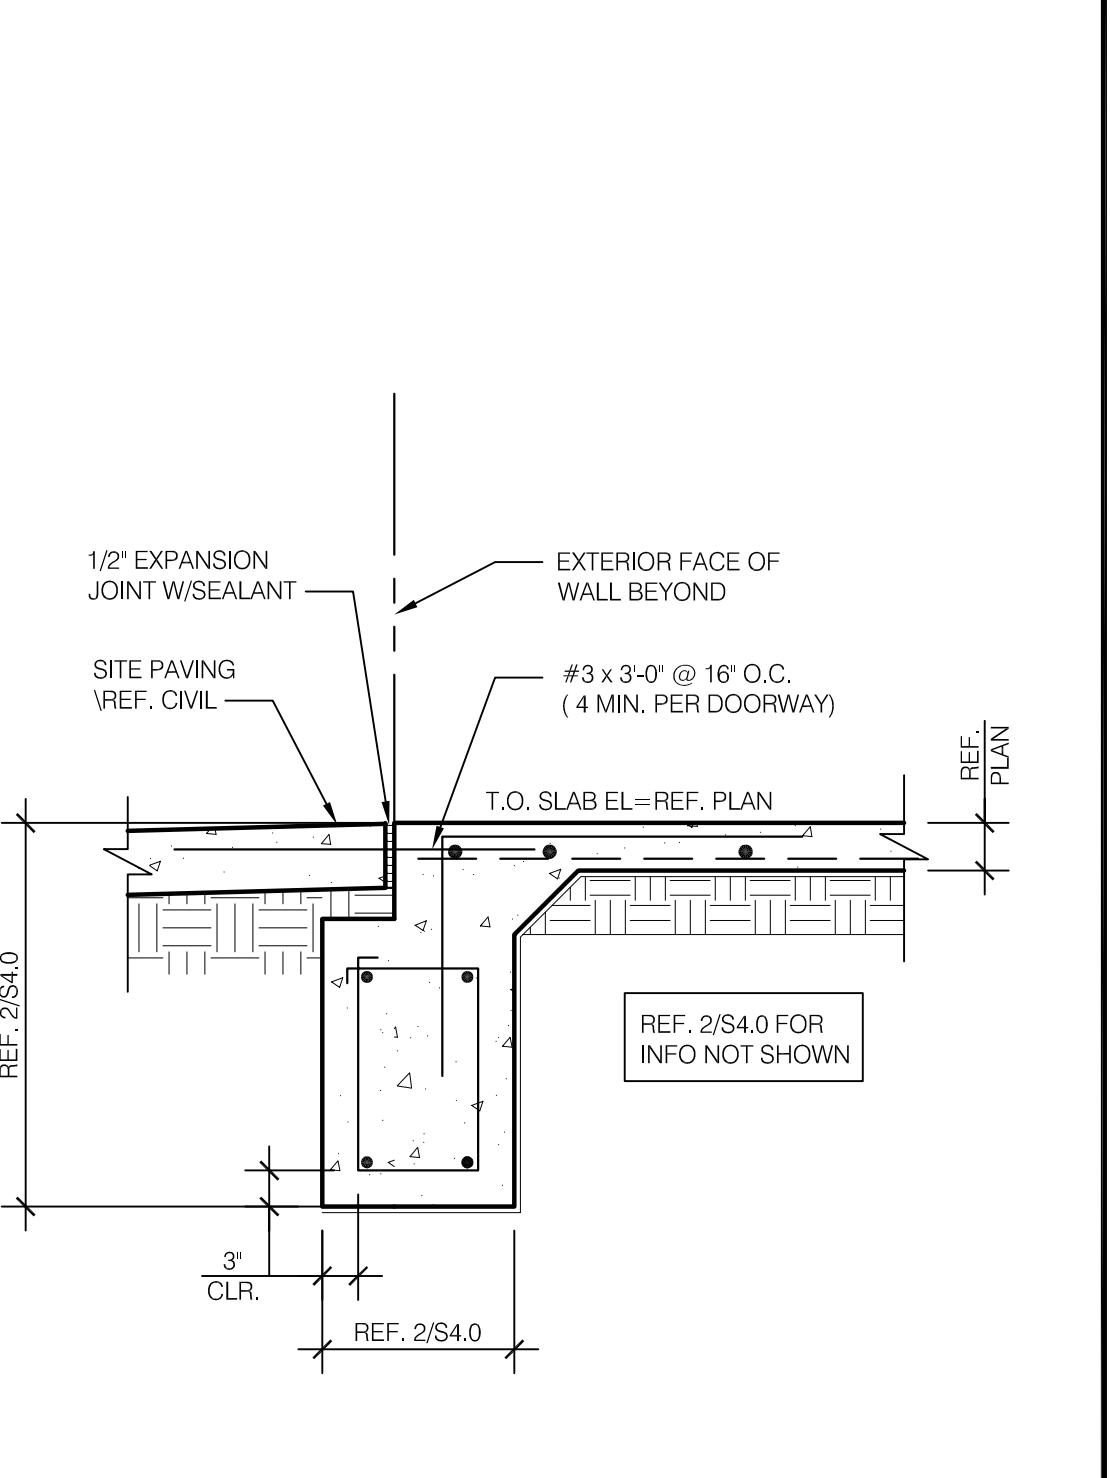 1/2" EXPANSION
JOINT W/SEALANT
EXTERIOR FACE OF
WALL BEYOND
SITE PAVING
\REF. CIVIL
#3 x 3'-0" @ 16" O.C.
( 4 MIN. PER DOORWAY)
REF.
PLAN
T.O. SLAB EL=REF. PLAN
REF. 2/S4.0
REF. 2/S4.0 FOR
INFO NOT SHOWN
3"
CLR.
REF. 2/S4.0